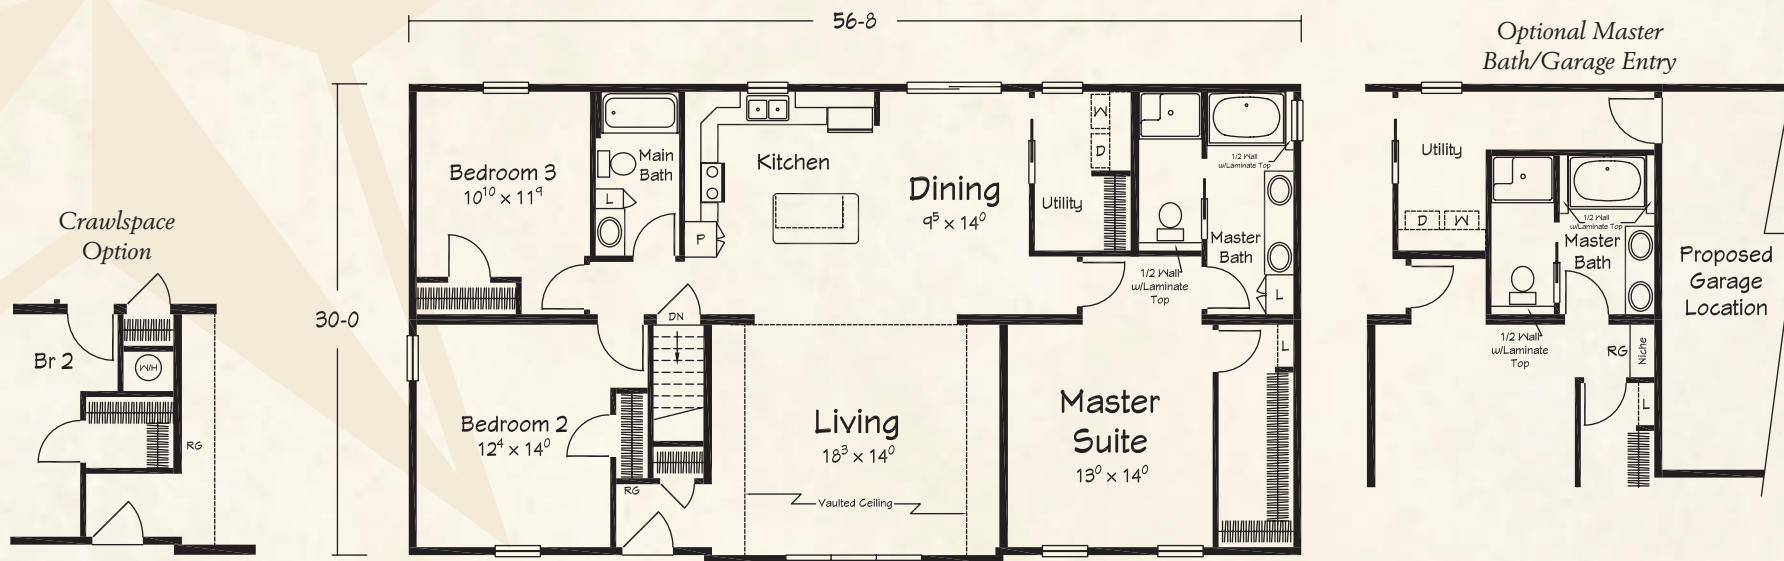 56-8
30-0
Crawlspace
Option
Br 2
W/H
RG
Bedroom 3
10¹⁰ x 11⁹
Main
Bath
L
Kitchen
P
Dining
9⁵ x 14⁰
W
D
Utility
1/2 Wall
w/Laminate Top
Master
Bath
1/2 Wall
w/Laminate
Top
L
DN
Bedroom 2
12⁴ x 14⁰
RG
Living
18³ x 14⁰
Vaulted Ceiling
Master
Suite
13⁰ x 14⁰
L
Optional Master
Bath/Garage Entry
Utility
D W
1/2 Wall
w/Laminate Top
Master
Bath
1/2 Wall
w/Laminate
Top
RG
Niche
L
Proposed
Garage
Location